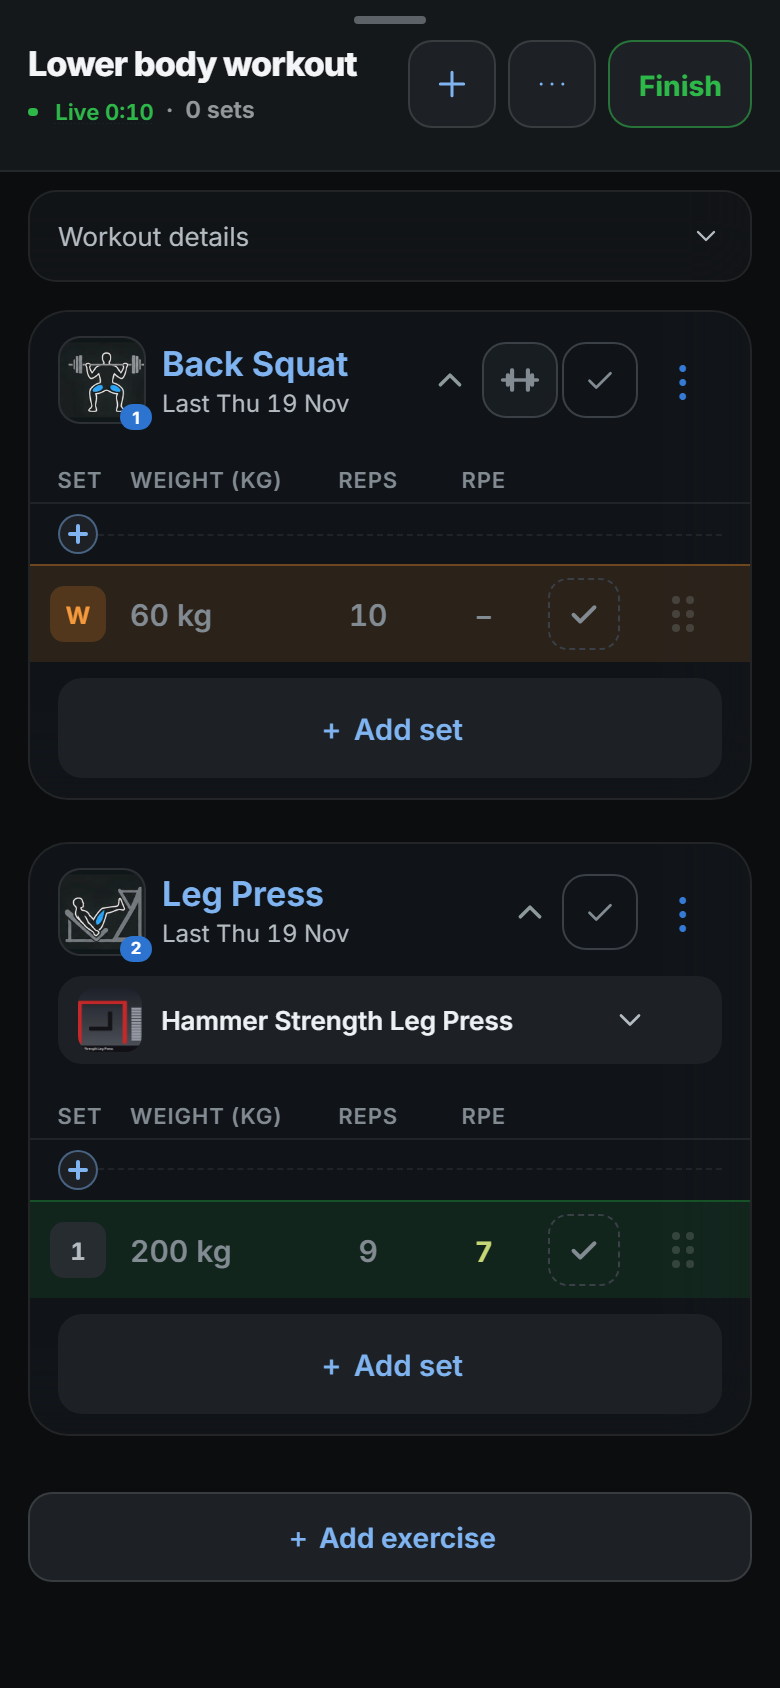 Lower body workout
Live 0:10 · 0 sets
Finish
Workout details
Back Squat
Last Thu 19 Nov
1
SET WEIGHT (KG) REPS RPE
W 60 kg 10 –
+ Add set
Leg Press
Last Thu 19 Nov
2
Hammer Strength Leg Press
SET WEIGHT (KG) REPS RPE
1 200 kg 9 7
+ Add set
+ Add exercise